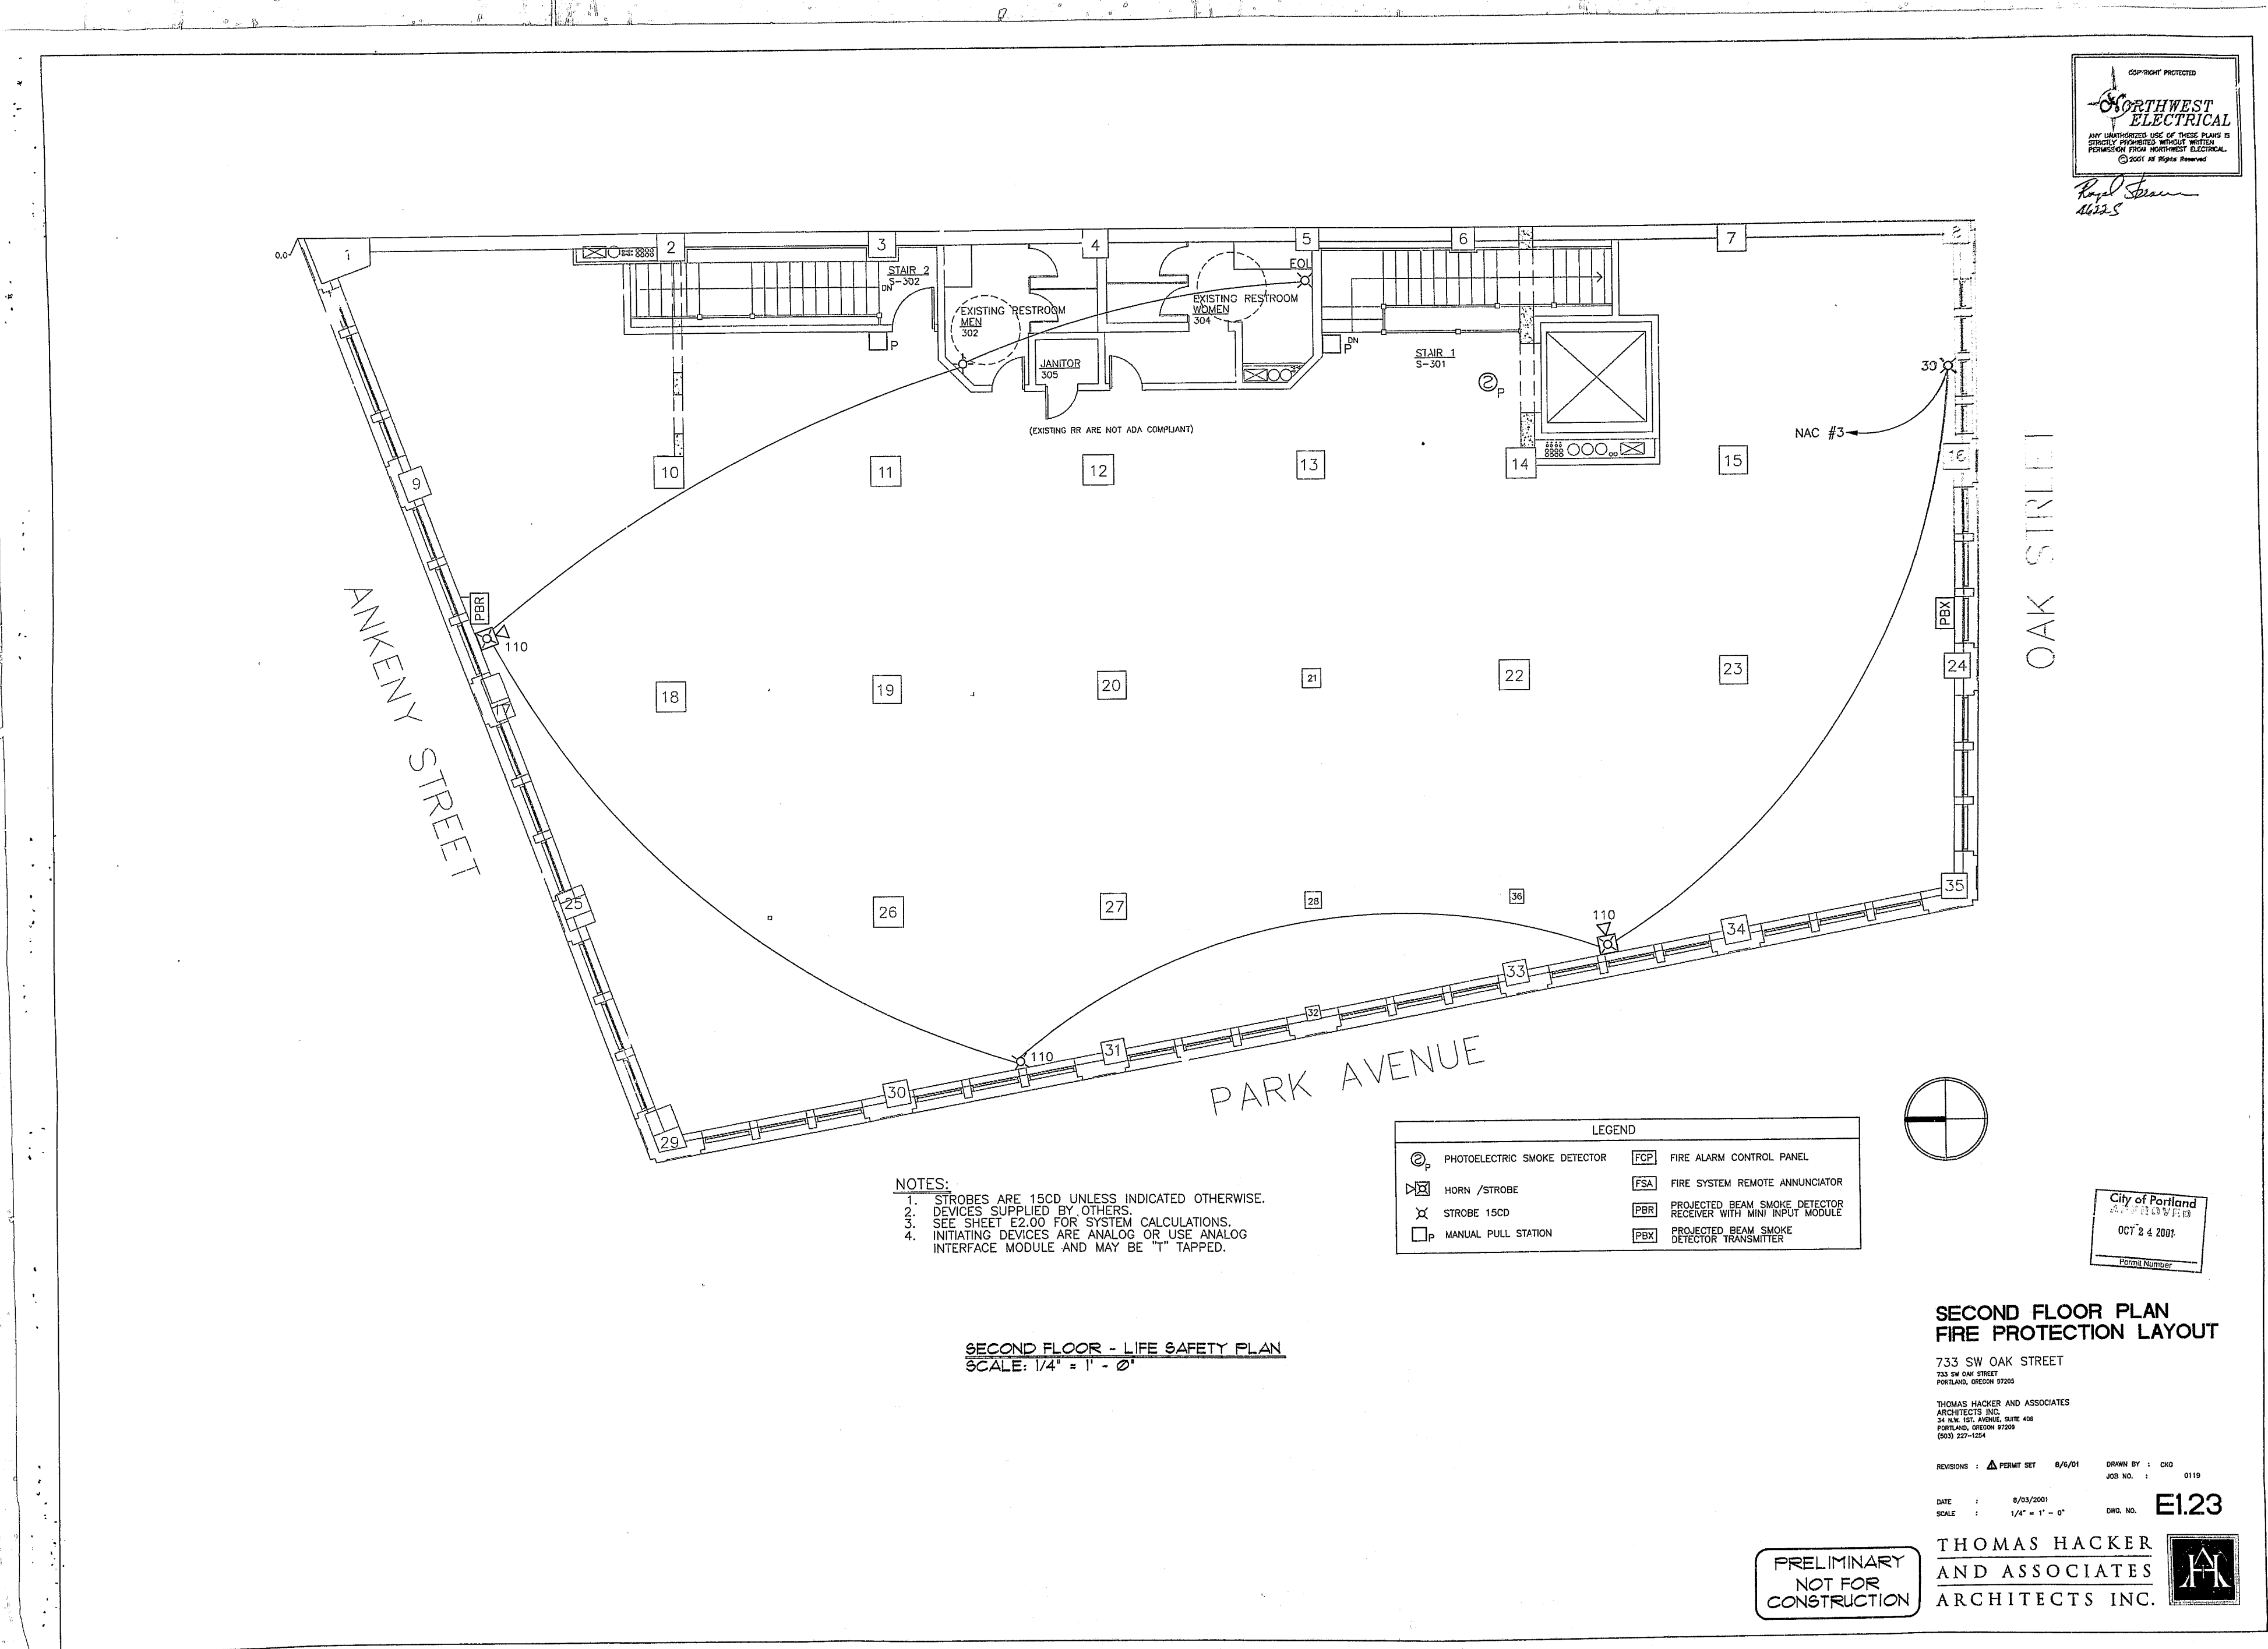 COPYRIGHT PROTECTED
NORTHWEST
ELECTRICAL
ANY UNATHORIZED USE OF THESE PLANS IS
STRICTLY PROHIBITED WITHOUT WRITTEN
PERMISSION FROM NORTHWEST ELECTRICAL.
© 2001 All Rights Reserved
4622S
0,0
1
2
3
4
5
6
7
8
STAIR 2
S-302
DN
EOL
EXISTING RESTROOM
MEN
302
EXISTING RESTROOM
WOMEN
304
P
JANITOR
305
DN
P
STAIR 1
S-301
P
(EXISTING RR ARE NOT ADA COMPLIANT)
30
NAC #3
9
10
11
12
13
14
15
16
OAK STREET
ANKENY STREET
PBR
110
PBX
17
18
19
20
21
22
23
24
25
26
27
28
36
110
35
34
33
32
31
110
30
29
PARK AVENUE
NOTES:
1. STROBES ARE 15CD UNLESS INDICATED OTHERWISE.
2. DEVICES SUPPLIED BY OTHERS.
3. SEE SHEET E2.00 FOR SYSTEM CALCULATIONS.
4. INITIATING DEVICES ARE ANALOG OR USE ANALOG
INTERFACE MODULE AND MAY BE "T" TAPPED.
LEGEND
P PHOTOELECTRIC SMOKE DETECTOR
HORN /STROBE
STROBE 15CD
P MANUAL PULL STATION
FCP FIRE ALARM CONTROL PANEL
FSA FIRE SYSTEM REMOTE ANNUNCIATOR
PBR PROJECTED BEAM SMOKE DETECTOR
RECEIVER WITH MINI INPUT MODULE
PBX PROJECTED BEAM SMOKE
DETECTOR TRANSMITTER
City of Portland
APPROVED
OCT 24 2001
Permit Number
SECOND FLOOR - LIFE SAFETY PLAN
SCALE: 1/4" = 1' - 0"
SECOND FLOOR PLAN
FIRE PROTECTION LAYOUT
733 SW OAK STREET
733 SW OAK STREET
PORTLAND, OREGON 97205
THOMAS HACKER AND ASSOCIATES
ARCHITECTS INC.
34 N.W. 1ST. AVENUE, SUITE 406
PORTLAND, OREGON 97209
(503) 227-1254
REVISIONS : PERMIT SET 8/6/01 DRAWN BY : CKG
JOB NO. : 0119
DATE : 8/03/2001
SCALE : 1/4" = 1' - 0" DWG. NO. E1.23
PRELIMINARY
NOT FOR
CONSTRUCTION
THOMAS HACKER
AND ASSOCIATES
ARCHITECTS INC.